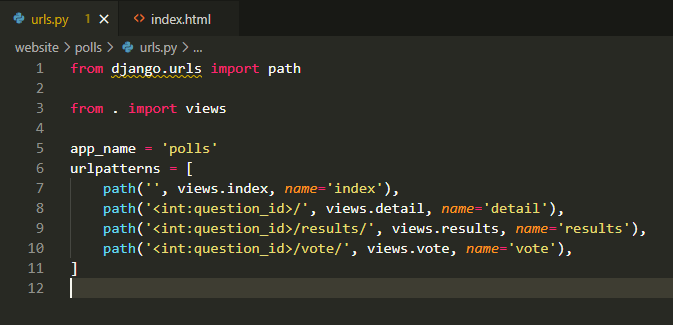 urls.py 1 × <> index.html
website > polls > urls.py > ...
1 from django.urls import path
2
3 from . import views
4
5 app_name = 'polls'
6 urlpatterns = [
7     path('', views.index, name='index'),
8     path('<int:question_id>/', views.detail, name='detail'),
9     path('<int:question_id>/results/', views.results, name='results'),
10     path('<int:question_id>/vote/', views.vote, name='vote'),
11 ]
12